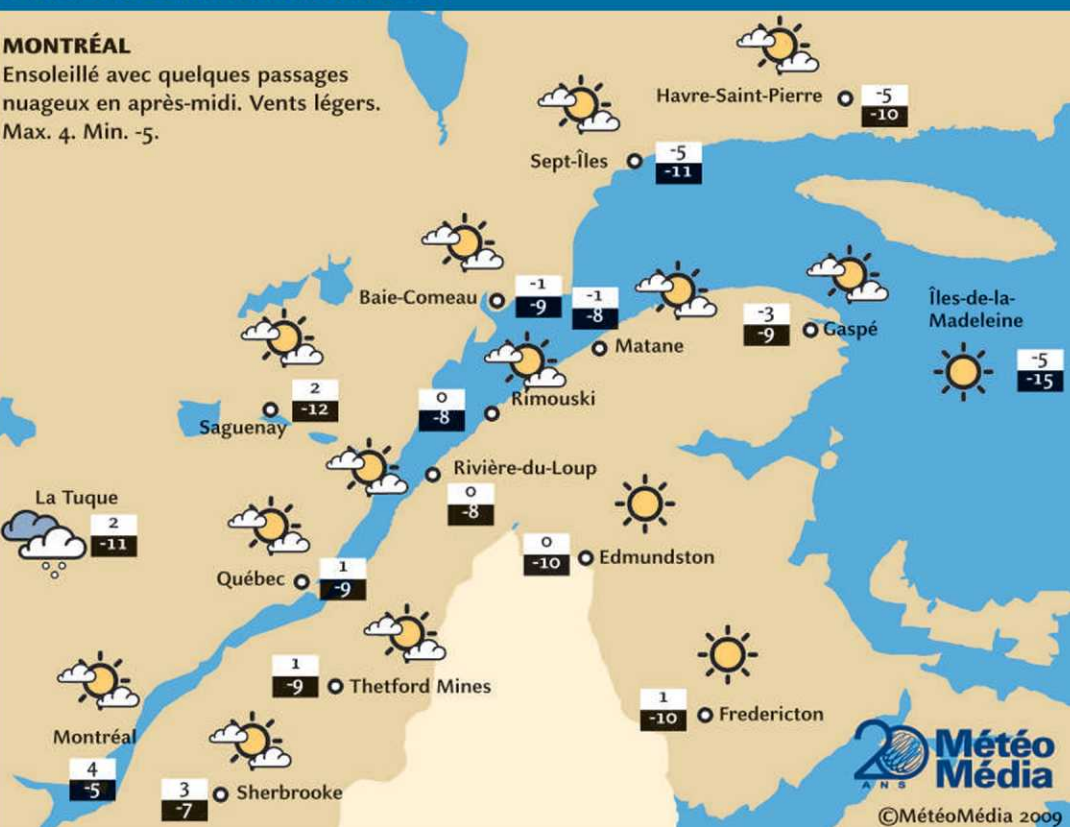 MONTRÉAL
Ensoleillé avec quelques passages
nuageux en après-midi. Vents légers.
Max. 4. Min. -5.
Havre-Saint-Pierre
-5
-10
Sept-Îles
-5
-11
Baie-Comeau
-1
-9
-1
-8
Matane
-3
-9
Gaspé
Îles-de-la-
Madeleine
-5
-15
2
-12
Saguenay
0
-8
Rimouski
Rivière-du-Loup
0
-8
La Tuque
2
-11
Québec
1
-9
0
-10
Edmundston
1
-9
Thetford Mines
1
-10
Fredericton
Montréal
4
-5
3
-7
Sherbrooke
20
ANS
Météo
Média
©MétéoMédia 2009